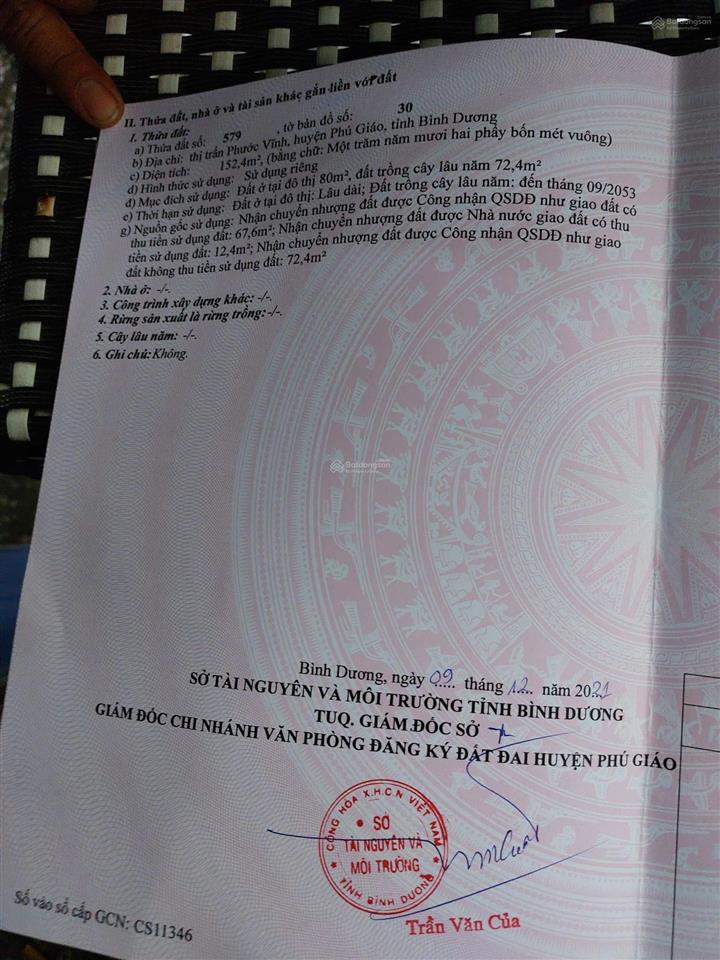 Batdongsan
II. Thửa đất, nhà ở và tài sản khác gắn liền với đất
1. Thửa đất:
a) Thửa đất số: 579 , tờ bản đồ số: 30
b) Địa chỉ: thị trấn Phước Vĩnh, huyện Phú Giáo, tỉnh Bình Dương
c) Diện tích: 152,4m², (bằng chữ: Một trăm năm mươi hai phẩy bốn mét vuông)
d) Hình thức sử dụng: Sử dụng riêng
đ) Mục đích sử dụng: Đất ở tại đô thị 80m², đất trồng cây lâu năm 72,4m²
e) Thời hạn sử dụng: Đất ở tại đô thị: Lâu dài; Đất trồng cây lâu năm: đến tháng 09/2053
g) Nguồn gốc sử dụng: Nhận chuyển nhượng đất được Công nhận QSDĐ như giao đất có
thu tiền sử dụng đất: 67,6m²; Nhận chuyển nhượng đất được Nhà nước giao đất có thu
tiền sử dụng đất: 12,4m²; Nhận chuyển nhượng đất được Công nhận QSDĐ như giao
đất không thu tiền sử dụng đất: 72,4m²
2. Nhà ở: -/-.
3. Công trình xây dựng khác: -/-.
4. Rừng sản xuất là rừng trồng: -/-.
5. Cây lâu năm: -/-.
6. Ghi chú: Không.
Batdongsan
Bình Dương, ngày 09 tháng 12 năm 2021
SỞ TÀI NGUYÊN VÀ MÔI TRƯỜNG TỈNH BÌNH DƯƠNG
TUQ. GIÁM ĐỐC SỞ
GIÁM ĐỐC CHI NHÁNH VĂN PHÒNG ĐĂNG KÝ ĐẤT ĐAI HUYỆN PHÚ GIÁO
CỘNG HÒA X.H.C.N VIỆT NAM
SỞ
TÀI NGUYÊN VÀ
MÔI TRƯỜNG
TỈNH BÌNH DƯƠNG
Trần Văn Của
Số vào sổ cấp GCN: CS11346